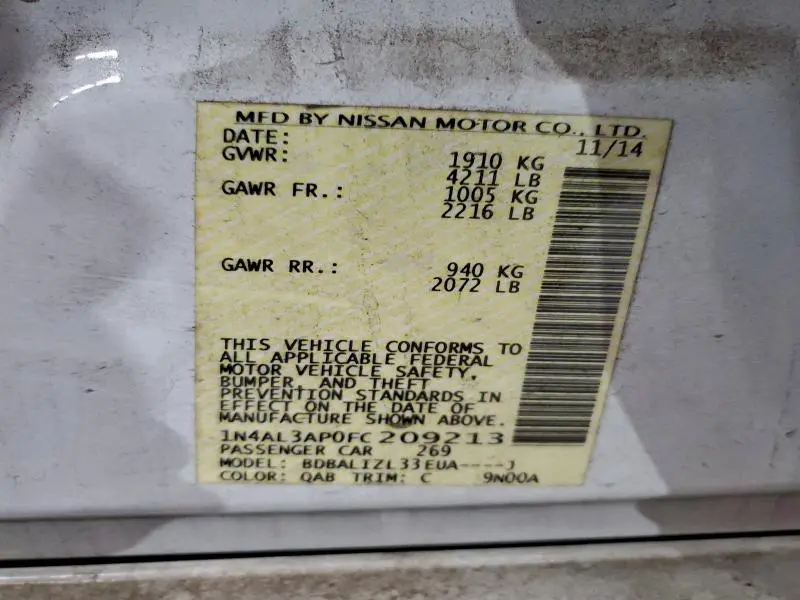 MFD BY NISSAN MOTOR CO., LTD.
DATE: 11/14
GVWR: 1910 KG
4211 LB
GAWR FR.: 1005 KG
2216 LB
GAWR RR.: 940 KG
2072 LB
THIS VEHICLE CONFORMS TO
ALL APPLICABLE FEDERAL
MOTOR VEHICLE SAFETY,
BUMPER, AND THEFT
PREVENTION STANDARDS IN
EFFECT ON THE DATE OF
MANUFACTURE SHOWN ABOVE.
1N4AL3AP0FC209213
PASSENGER CAR 269
MODEL: BDBALIZL33EUA----J
COLOR: QAB TRIM: C 9N00A